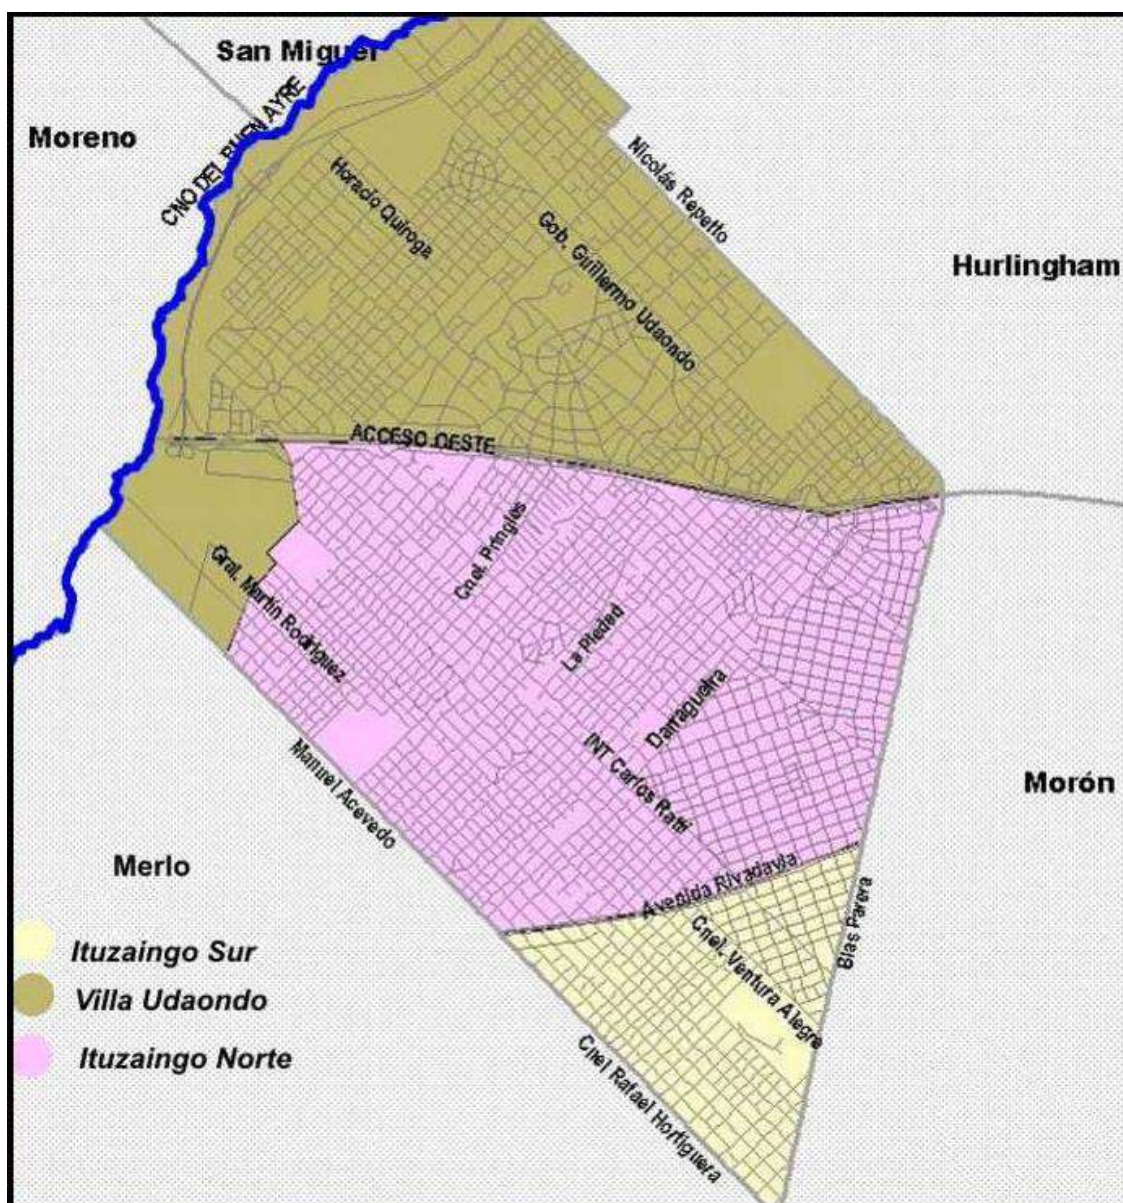 San Miguel
Moreno
CNO DEL BUEN AYRE
Horacio Quiroga
Nicolás Repetto
Gob. Guillermo Udaondo
Hurlingham
ACCESO OESTE
Cnel. Pringles
Gral. Martín Rodríguez
La Piedad
Darragueira
INT Carlos Ratti
Manuel Acevedo
Morón
Merlo
Avenida Rivadavia
Blas Parera
Cnel. Ventura Alegre
Cnel Rafael Hortiguera
Ituzaingo Sur
Villa Udaondo
Ituzaingo Norte